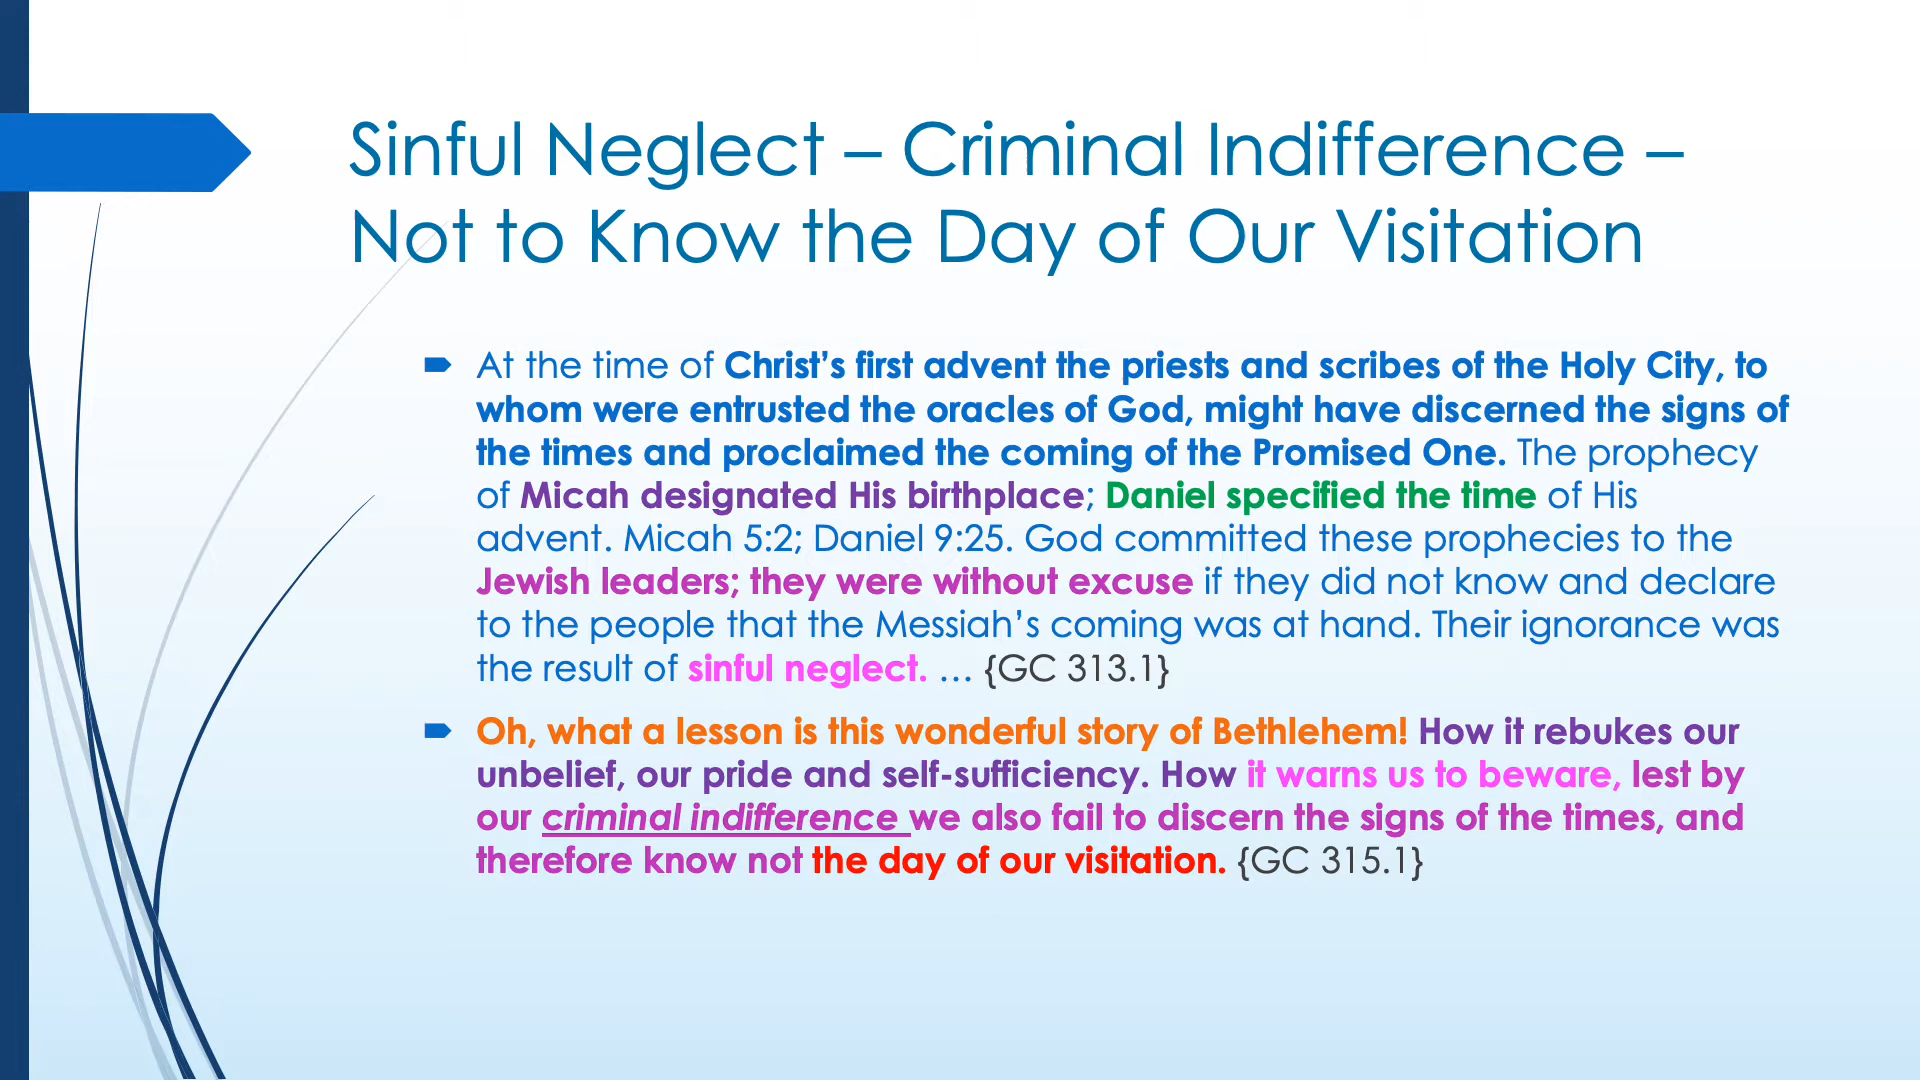 Sinful Neglect – Criminal Indifference –
Not to Know the Day of Our Visitation
At the time of Christ’s first advent the priests and scribes of the Holy City, to
whom were entrusted the oracles of God, might have discerned the signs of
the times and proclaimed the coming of the Promised One. The prophecy
of Micah designated His birthplace; Daniel specified the time of His
advent. Micah 5:2; Daniel 9:25. God committed these prophecies to the
Jewish leaders; they were without excuse if they did not know and declare
to the people that the Messiah’s coming was at hand. Their ignorance was
the result of sinful neglect. … {GC 313.1}
Oh, what a lesson is this wonderful story of Bethlehem! How it rebukes our
unbelief, our pride and self-sufficiency. How it warns us to beware, lest by
our criminal indifference we also fail to discern the signs of the times, and
therefore know not the day of our visitation. {GC 315.1}